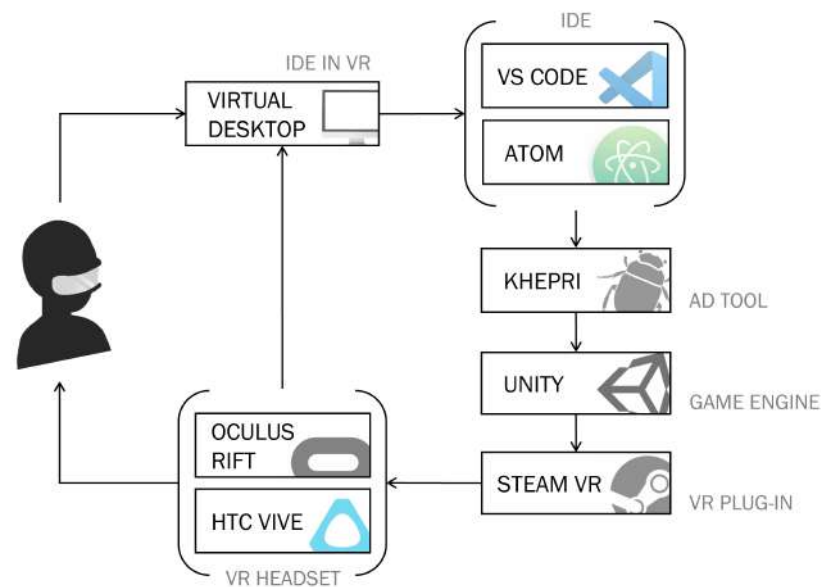 IDE
IDE IN VR
VIRTUAL
DESKTOP
VS CODE
ATOM
KHEPRI
AD TOOL
UNITY
GAME ENGINE
STEAM VR
VR PLUG-IN
OCULUS
RIFT
HTC VIVE
VR HEADSET